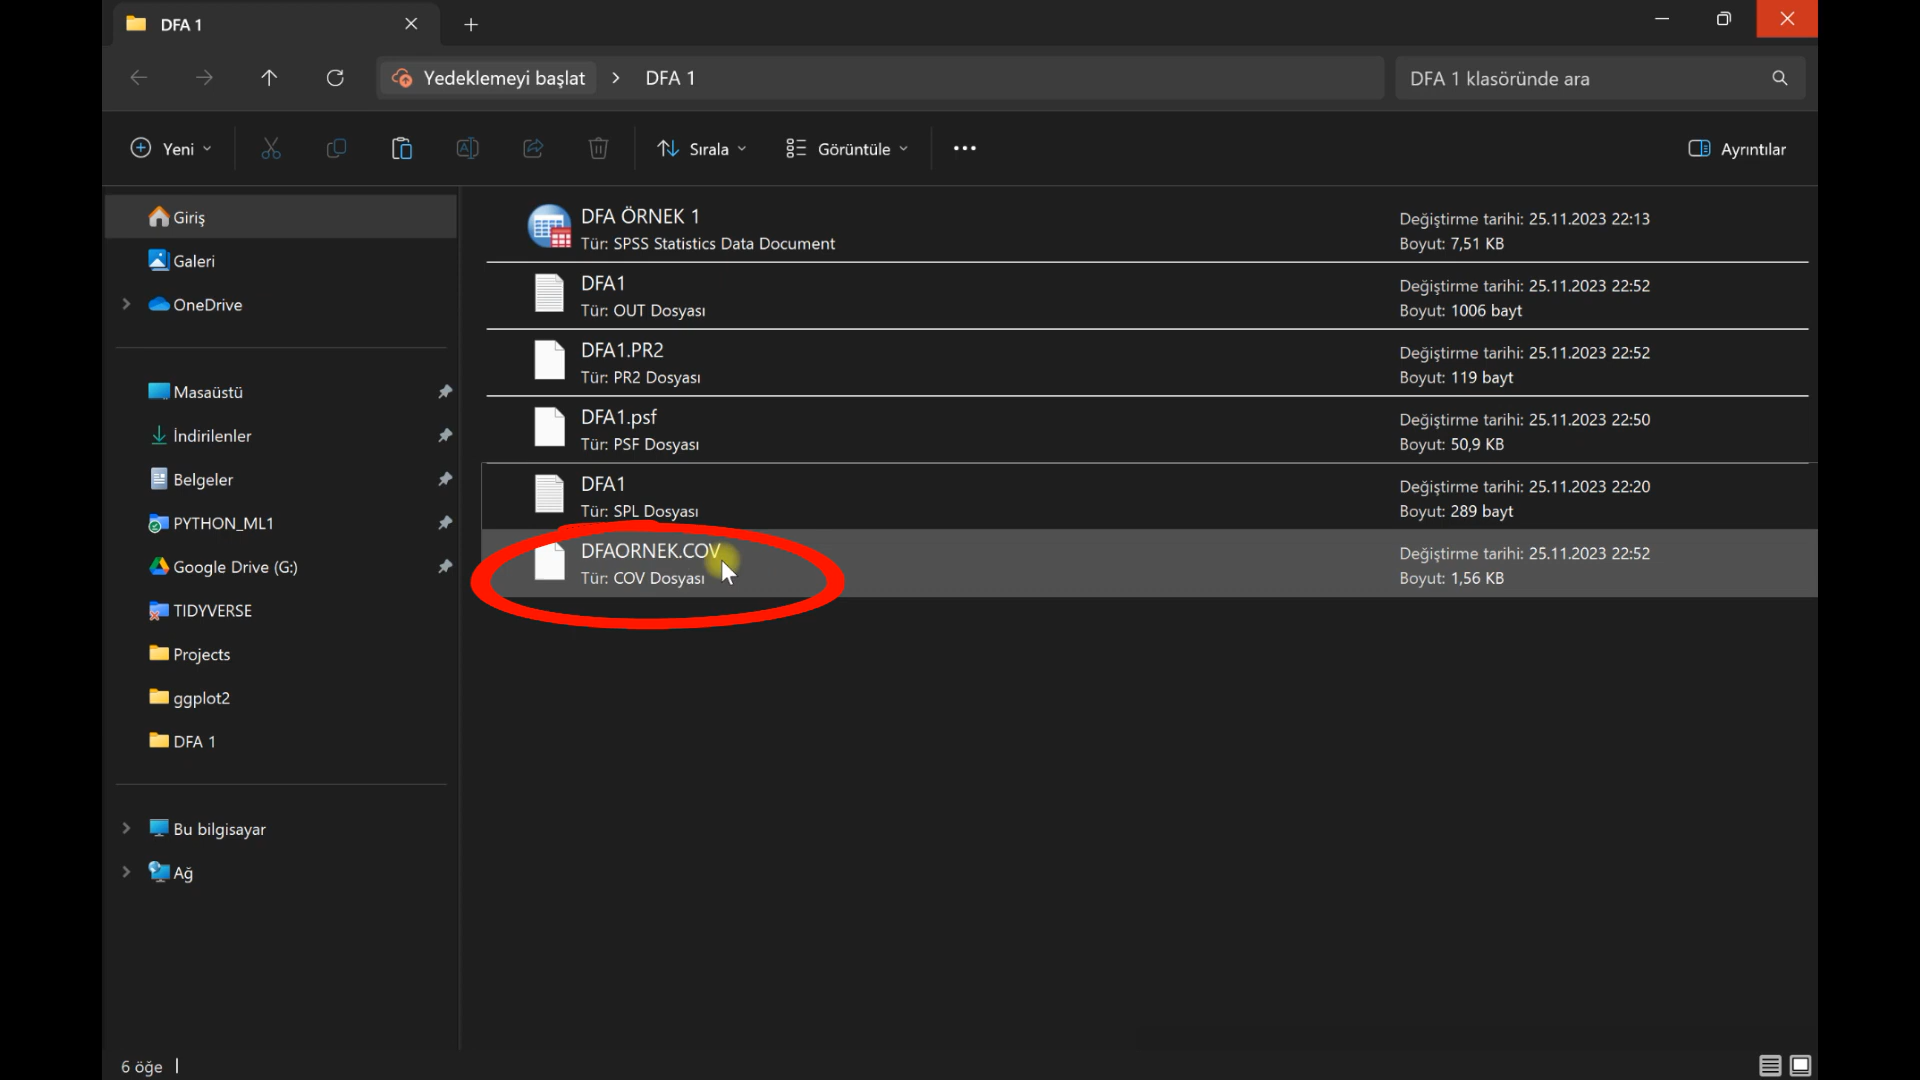 DFA 1
Yedeklemeyi başlat > DFA 1
DFA 1 klasöründe ara
Yeni
Sırala
Görüntüle
Ayrıntılar
Giriş
Galeri
OneDrive
Masaüstü
İndirilenler
Belgeler
PYTHON_ML1
Google Drive (G:)
TIDYVERSE
Projects
ggplot2
DFA 1
Bu bilgisayar
Ağ
DFA ÖRNEK 1
Tür: SPSS Statistics Data Document
Değiştirme tarihi: 25.11.2023 22:13
Boyut: 7,51 KB
DFA1
Tür: OUT Dosyası
Değiştirme tarihi: 25.11.2023 22:52
Boyut: 1006 bayt
DFA1.PR2
Tür: PR2 Dosyası
Değiştirme tarihi: 25.11.2023 22:52
Boyut: 119 bayt
DFA1.psf
Tür: PSF Dosyası
Değiştirme tarihi: 25.11.2023 22:50
Boyut: 50,9 KB
DFA1
Tür: SPL Dosyası
Değiştirme tarihi: 25.11.2023 22:20
Boyut: 289 bayt
DFAORNEK.COV
Tür: COV Dosyası
Değiştirme tarihi: 25.11.2023 22:52
Boyut: 1,56 KB
6 öğe